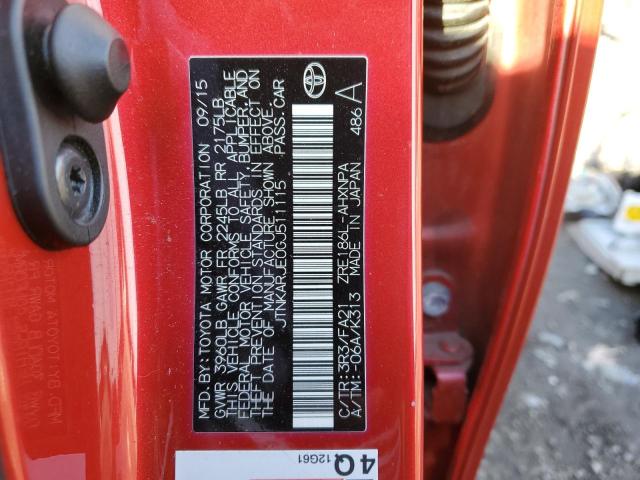 MFD. BY: TOYOTA MOTOR CORPORATION 09/15
GVWR 3960LB GAWR FR 2245LB RR 2175LB
THIS VEHICLE CONFORMS TO ALL APPLICABLE
FEDERAL MOTOR VEHICLE SAFETY, BUMPER, AND
THEFT PREVENTION STANDARDS IN EFFECT ON
THE DATE OF MANUFACTURE SHOWN ABOVE.
JTNKARJE0GJ511115 PASS.CAR
C/TR: 3R3/FA21 ZRE186L-AHXNPA
A/TM: -06A/K313 MADE IN JAPAN 486 A
4Q
12G61